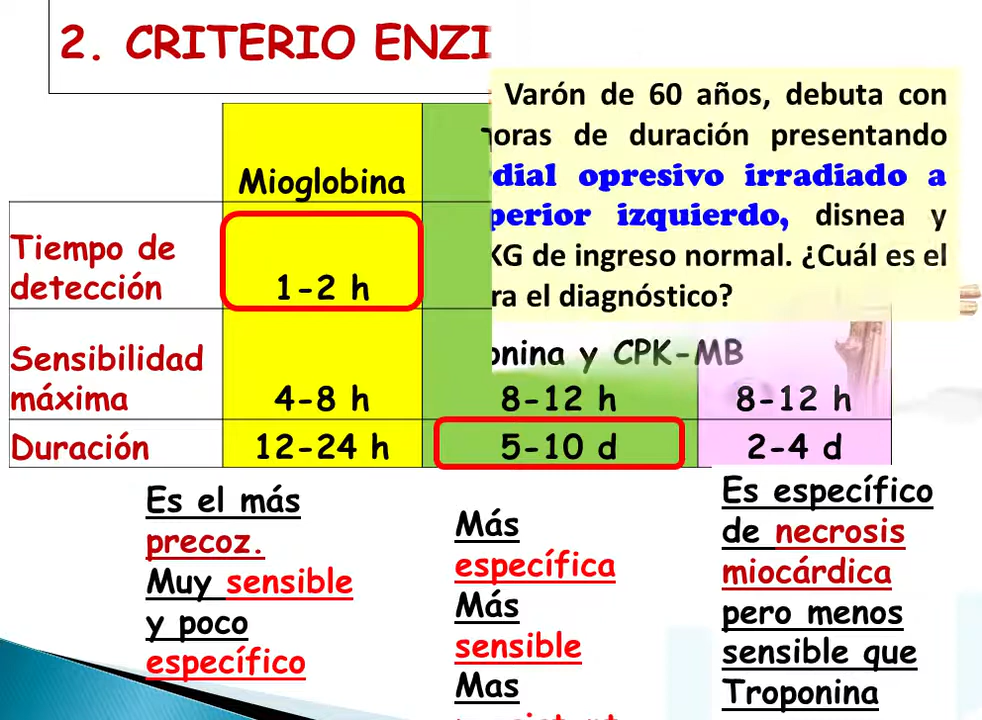 2. CRITERIO ENZI
Varón de 60 años, debuta con
horas de duración presentando
dial opresivo irradiado a
perior izquierdo, disnea y
KG de ingreso normal. ¿Cuál es el
ra el diagnóstico?
Mioglobina
Tiempo de
detección
1-2 h
onina y CPK-MB
Sensibilidad
máxima
4-8 h 8-12 h 8-12 h
Duración 12-24 h 5-10 d 2-4 d
Es el más
precoz.
Muy sensible
y poco
específico
Más
específica
Más
sensible
Mas
Es específico
de necrosis
miocárdica
pero menos
sensible que
Troponina